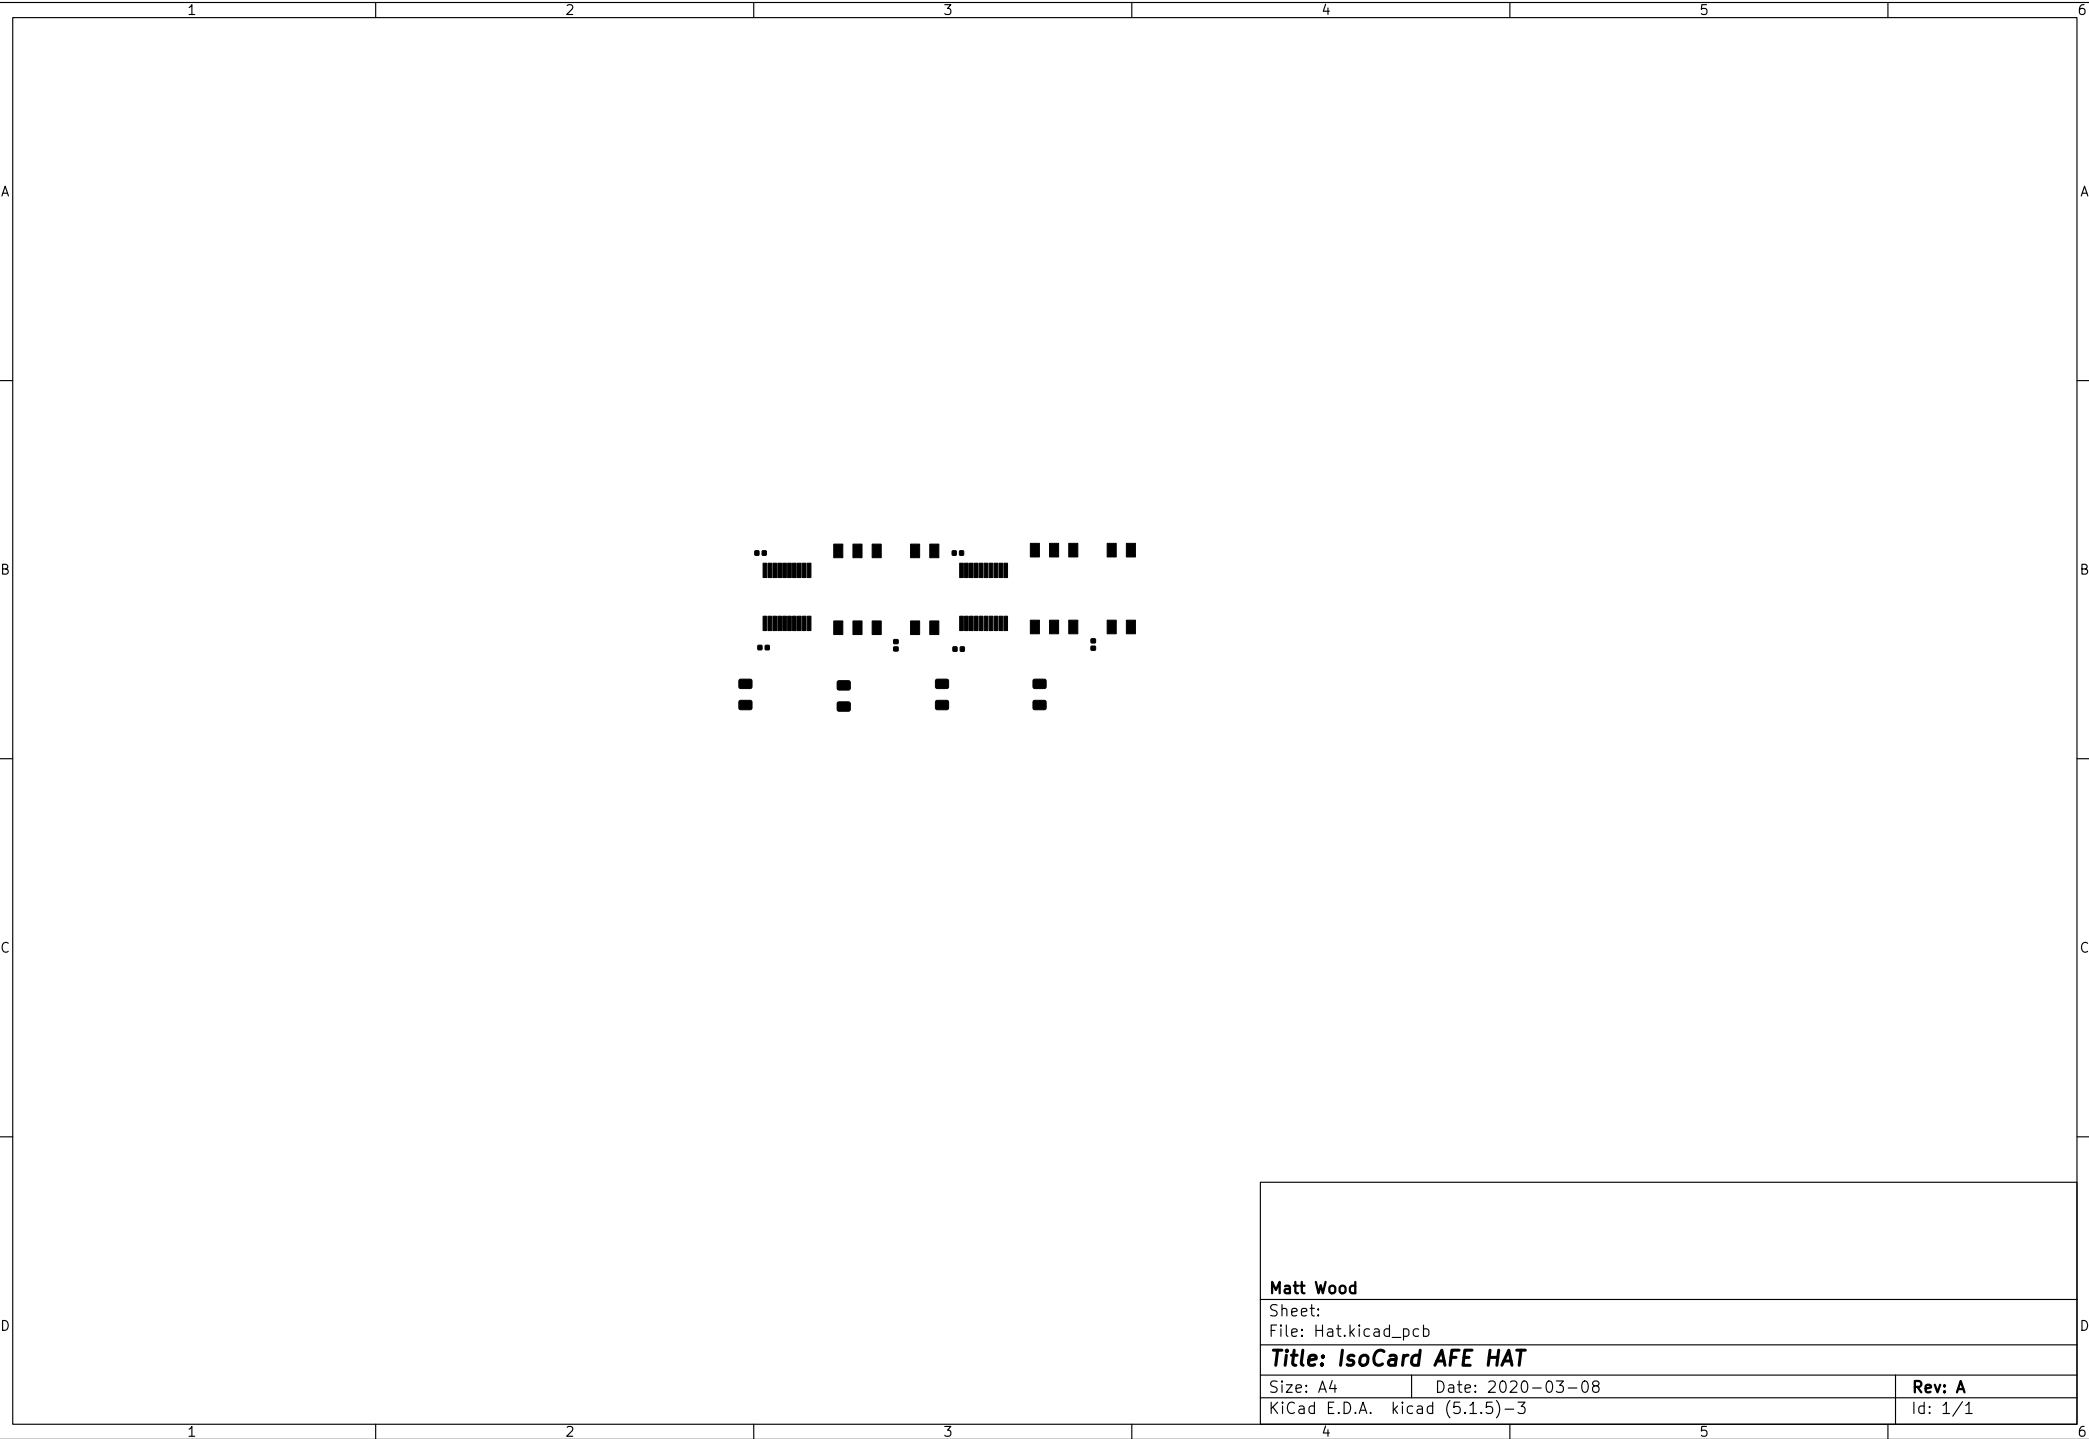 1 2 3 4 5 6
A A
B B
C C
Matt Wood
Sheet:
File: Hat.kicad_pcb
D D
Title: IsoCard AFE HAT
Size: A4 Date: 2020-03-08 Rev: A
KiCad E.D.A. kicad (5.1.5)-3 Id: 1/1
1 2 3 4 5 6